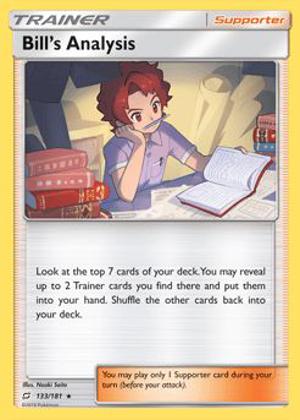 TRAINER Supporter
Bill's Analysis
Look at the top 7 cards of your deck.You may reveal
up to 2 Trainer cards you find there and put them
into your hand. Shuffle the other cards back into
your deck.
Illus. Naoki Saito
133/181 ★
©2019 Pokémon
You may play only 1 Supporter card during your
turn (before your attack).